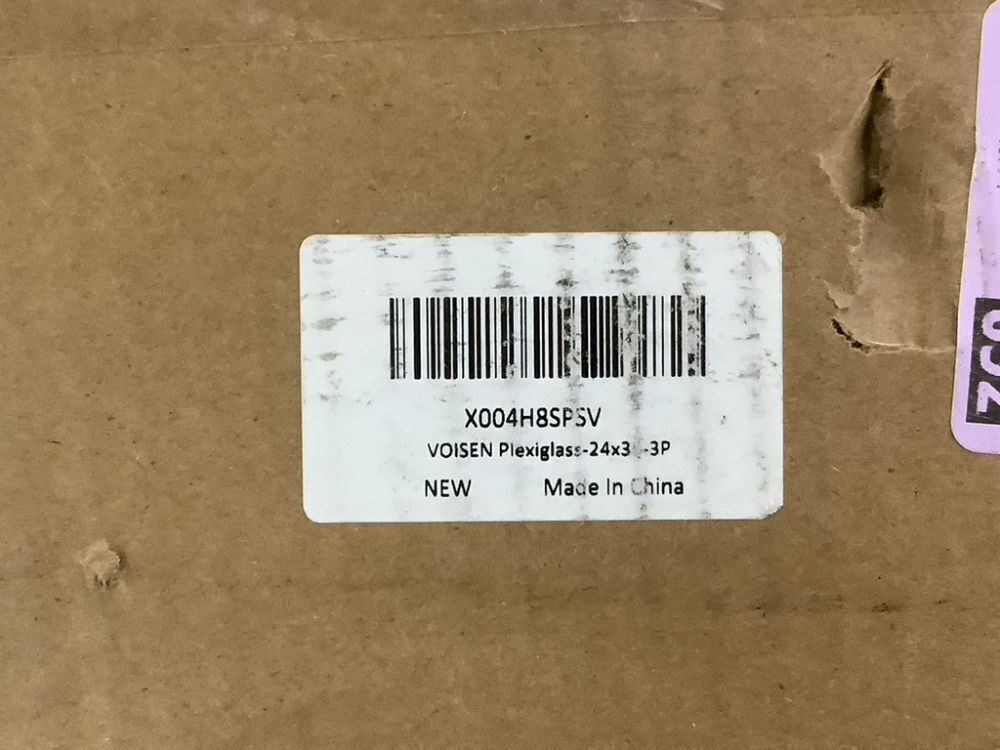 X004H8SPSV
VOISEN
NEW Made In China